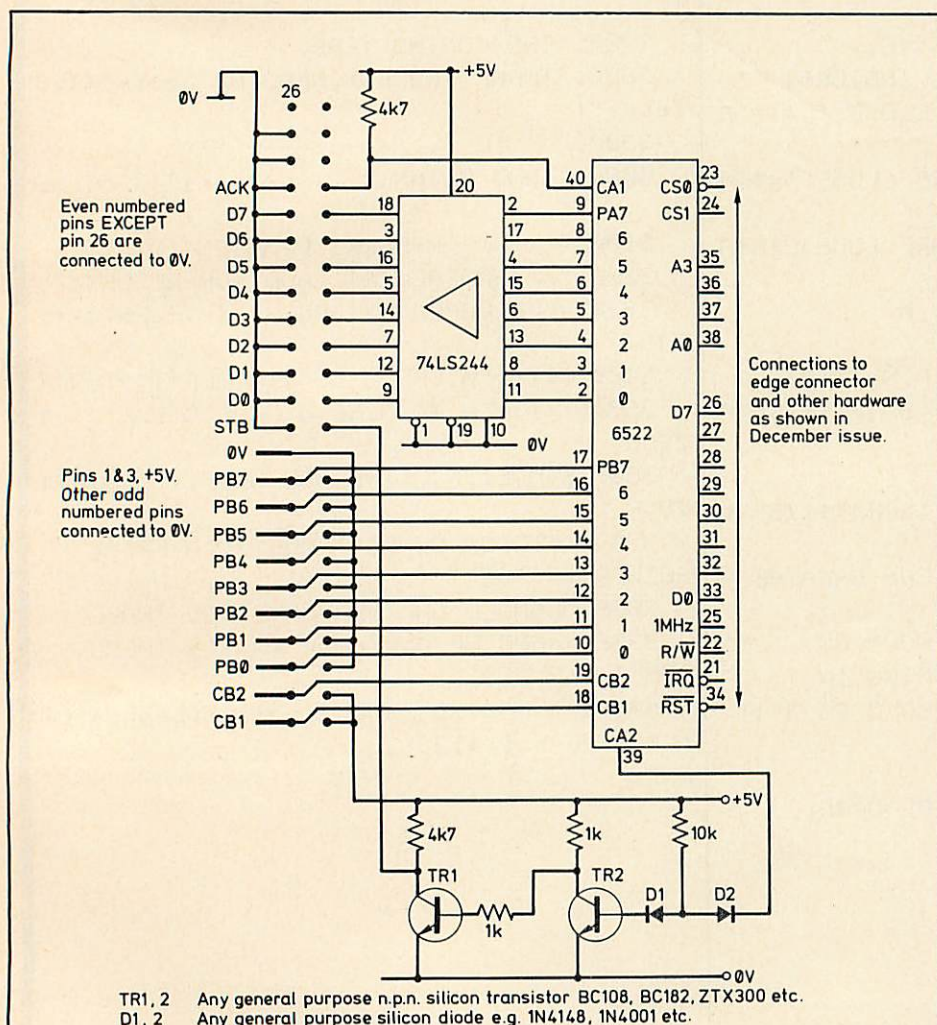 +5V
0V
26
4k7
20
ACK
D7
D6
D5
D4
D3
D2
D1
D0
STB
Even numbered
pins EXCEPT
pin 26 are
connected to 0V.
18
3
16
5
14
7
12
9
2
17
4
15
6
13
8
11
74LS244
1
19
10
0V
40
9
8
7
6
5
4
3
2
CA1
PA7
6
5
4
3
2
1
0
6522
23
CS0
24
CS1
35
A3
36
37
38
A0
26
D7
27
28
29
30
31
32
33
D0
25
1MHz
22
R/W̅
21
I̅R̅Q̅
34
R̅S̅T̅
Connections to
edge connector
and other hardware
as shown in
December issue.
0V
PB7
PB6
PB5
PB4
PB3
PB2
PB1
PB0
CB2
CB1
Pins 1&3, +5V.
Other odd
numbered pins
connected to 0V.
17
16
15
14
13
12
11
10
19
18
PB7
6
5
4
3
2
1
0
CB2
CB1
CA2
39
+5V
4k7
1k
10k
TR1
TR2
D1
D2
1k
0V
TR1, 2 Any general purpose n.p.n. silicon transistor BC108, BC182, ZTX300 etc.
D1, 2 Any general purpose silicon diode e.g. 1N4148, 1N4001 etc.